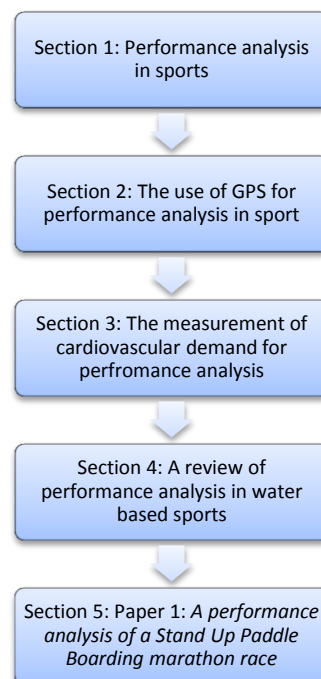 Section 1: Performance analysis
in sports
Section 2: The use of GPS for
performance analysis in sport
Section 3: The measurement of
cardiovascular demand for
perfromance analysis
Section 4: A review of
performance analysis in water
based sports
Section 5: Paper 1: A performance
analysis of a Stand Up Paddle
Boarding marathon race